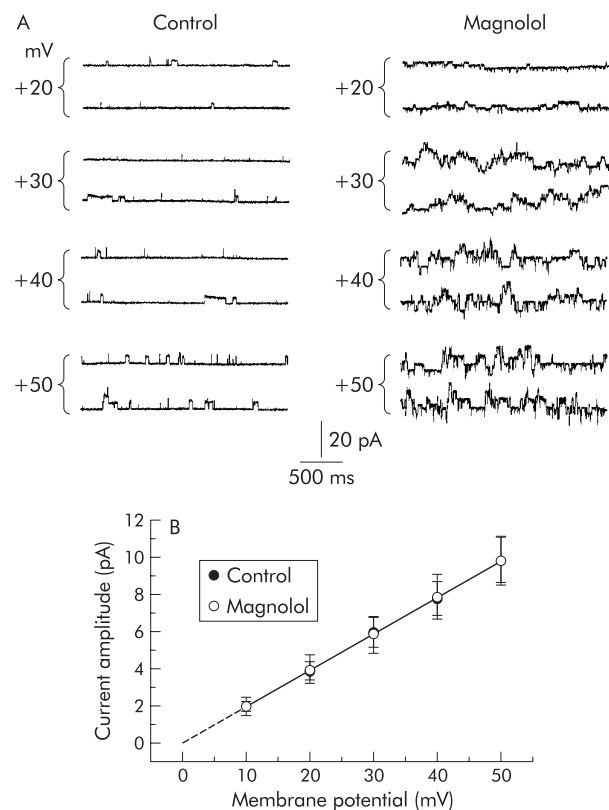 A
Control
Magnolol
mV
+20
+20
+30
+30
+40
+40
+50
+50
20 pA
500 ms
B
12
10
8
6
4
2
0
Current amplitude (pA)
Control
Magnolol
0 10 20 30 40 50
Membrane potential (mV)